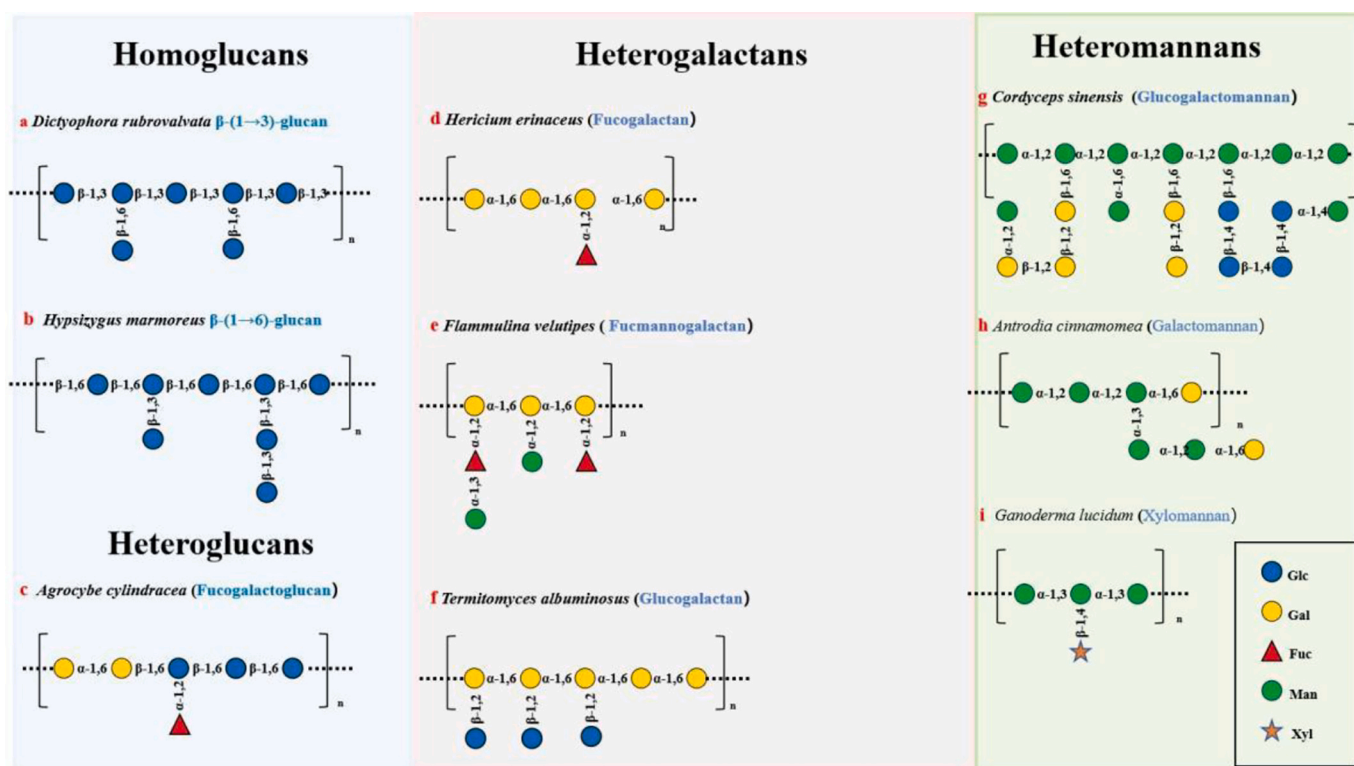 Homoglucans
a Dictyophora rubrovalvata β-(1→3)-glucan
β-1,3 β-1,3 β-1,3 β-1,3 β-1,3
β-1,6 β-1,6
n
b Hypsizygus marmoreus β-(1→6)-glucan
β-1,6 β-1,6 β-1,6 β-1,6 β-1,6
β-1,3 β-1,3
n
β-1,3
Heteroglucans
c Agrocybe cylindracea (Fucogalactoglucan)
α-1,6 β-1,6 β-1,6 β-1,6
α-1,2
n
Heterogalactans
d Hericium erinaceus (Fucogalactan)
α-1,6 α-1,6 α-1,6
α-1,2
n
e Flammulina velutipes ( Fucmannogalactan)
α-1,6 α-1,6
α-1,2 α-1,2 α-1,2
n
α-1,3
f Termitomyces albuminosus (Glucogalactan)
α-1,6 α-1,6 α-1,6 α-1,6
β-1,2 β-1,2 β-1,2
n
Heteromannans
g Cordyceps sinensis (Glucogalactomannan)
α-1,2 α-1,2 α-1,2 α-1,2 α-1,2 α-1,2
β-1,6 α-1,6 β-1,6 β-1,6
α-1,4
α-1,2 β-1,2 β-1,2 β-1,4 β-1,4
β-1,2 β-1,4
n
h Antrodia cinnamomea (Galactomannan)
α-1,2 α-1,2 α-1,6
α-1,3
n
α-1,2 α-1,6
i Ganoderma lucidum (Xylomannan)
α-1,3 α-1,3
β-1,4
n
Glc
Gal
Fuc
Man
Xyl